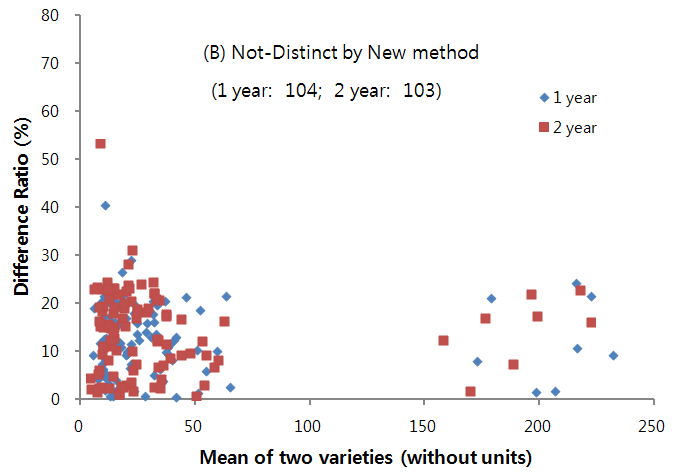 80
(B) Not-Distinct by New method
70
(1 year:  104;  2 year:  103)
60
1 year
2 year
50
40
30
20
10
0
0 50 100 150 200 250
Difference Ratio (%)
Mean of two varieties (without units)